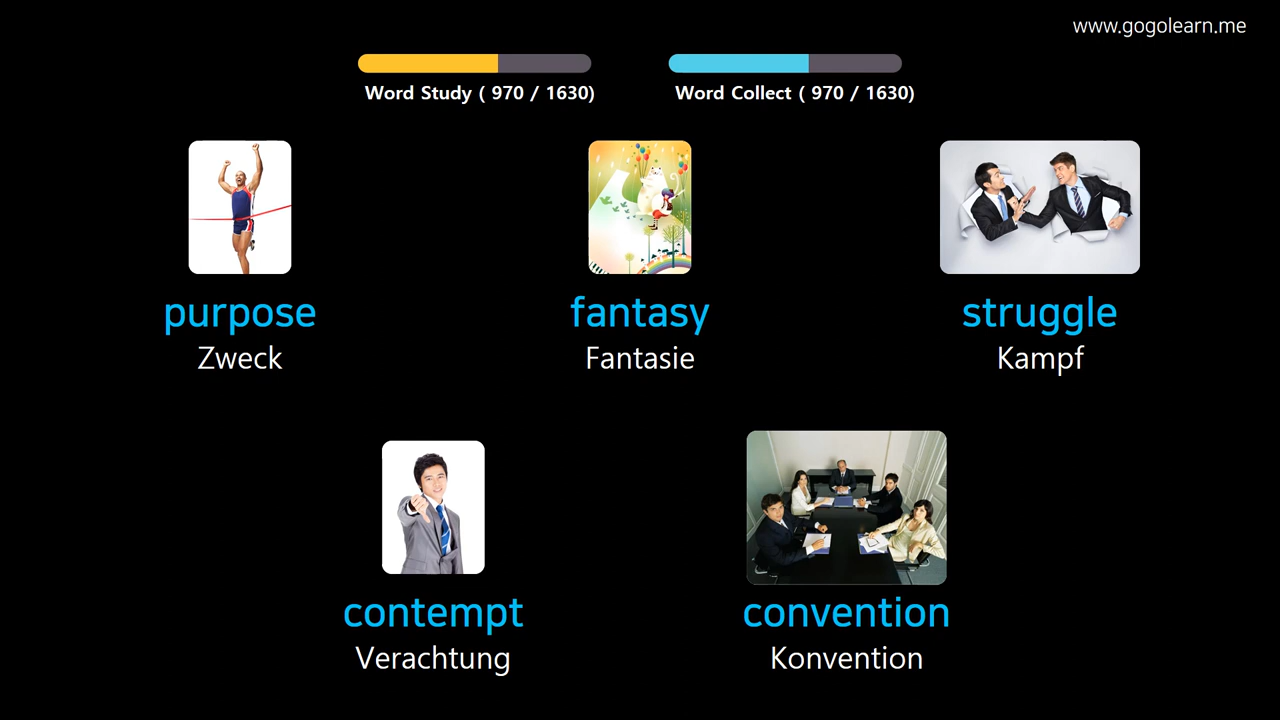 www.gogolearn.me
Word Study ( 970 / 1630)
Word Collect ( 970 / 1630)
purpose
Zweck
fantasy
Fantasie
struggle
Kampf
contempt
Verachtung
convention
Konvention